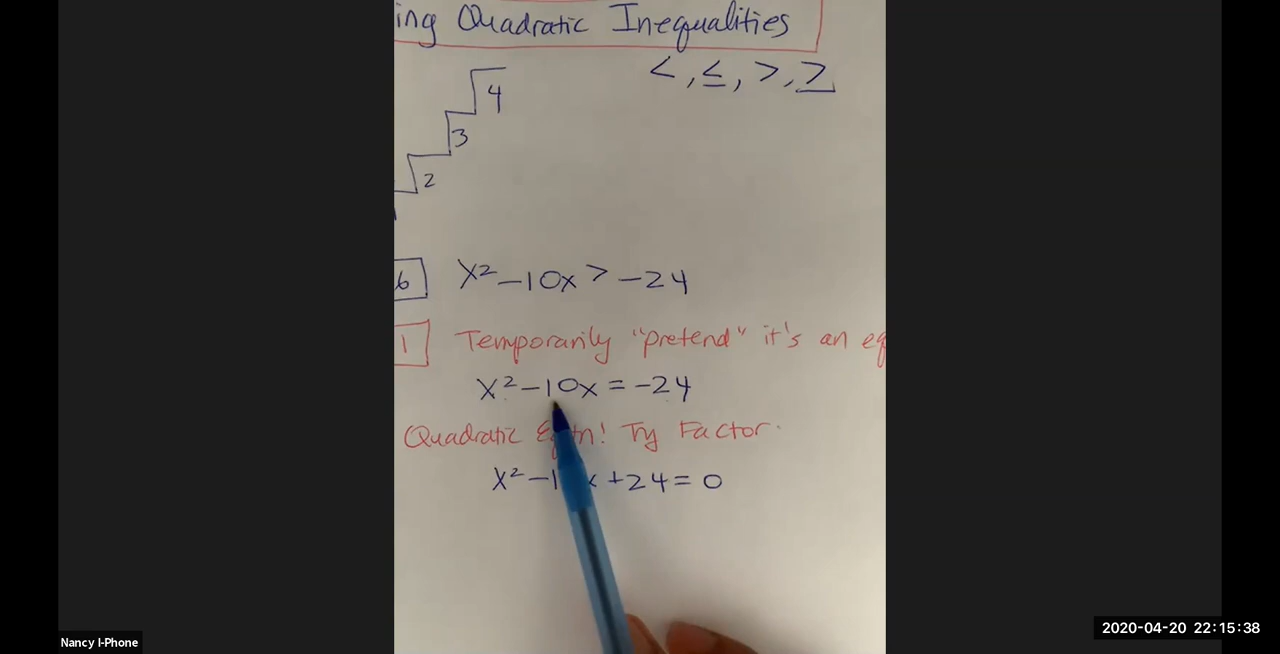 ing Quadratic Inequalities
<, ≤, >, ≥
4
3
2
6 x² -10x > -24
1 Temporarily "pretend" it's an eq
x² -10x = -24
Quadratic Eqtn! Try Factor.
x² -1 x +24 = 0
Nancy I-Phone
2020-04-20 22:15:38